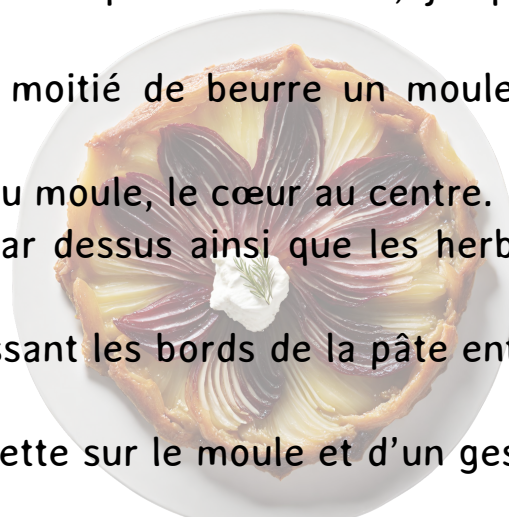 moitié de beurre un moule
u moule, le cœur au centre.
ar dessus ainsi que les herb
ssant les bords de la pâte ent
ette sur le moule et d'un ges